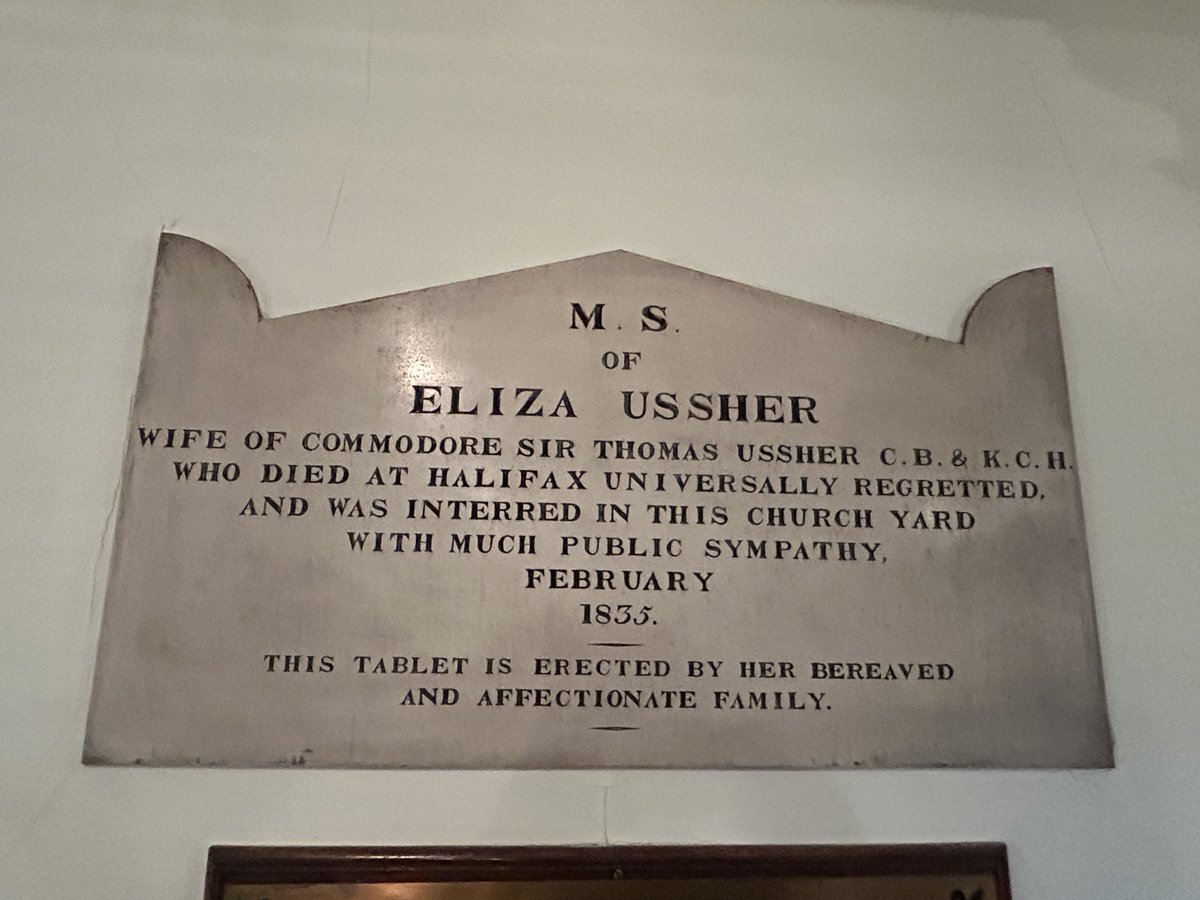 M. S.
OF
ELIZA USSHER
WIFE OF COMMODORE SIR THOMAS USSHER C.B. & K.C.H.
WHO DIED AT HALIFAX UNIVERSALLY REGRETTED,
AND WAS INTERRED IN THIS CHURCH YARD
WITH MUCH PUBLIC SYMPATHY,
FEBRUARY
1835.
THIS TABLET IS ERECTED BY HER BEREAVED
AND AFFECTIONATE FAMILY.